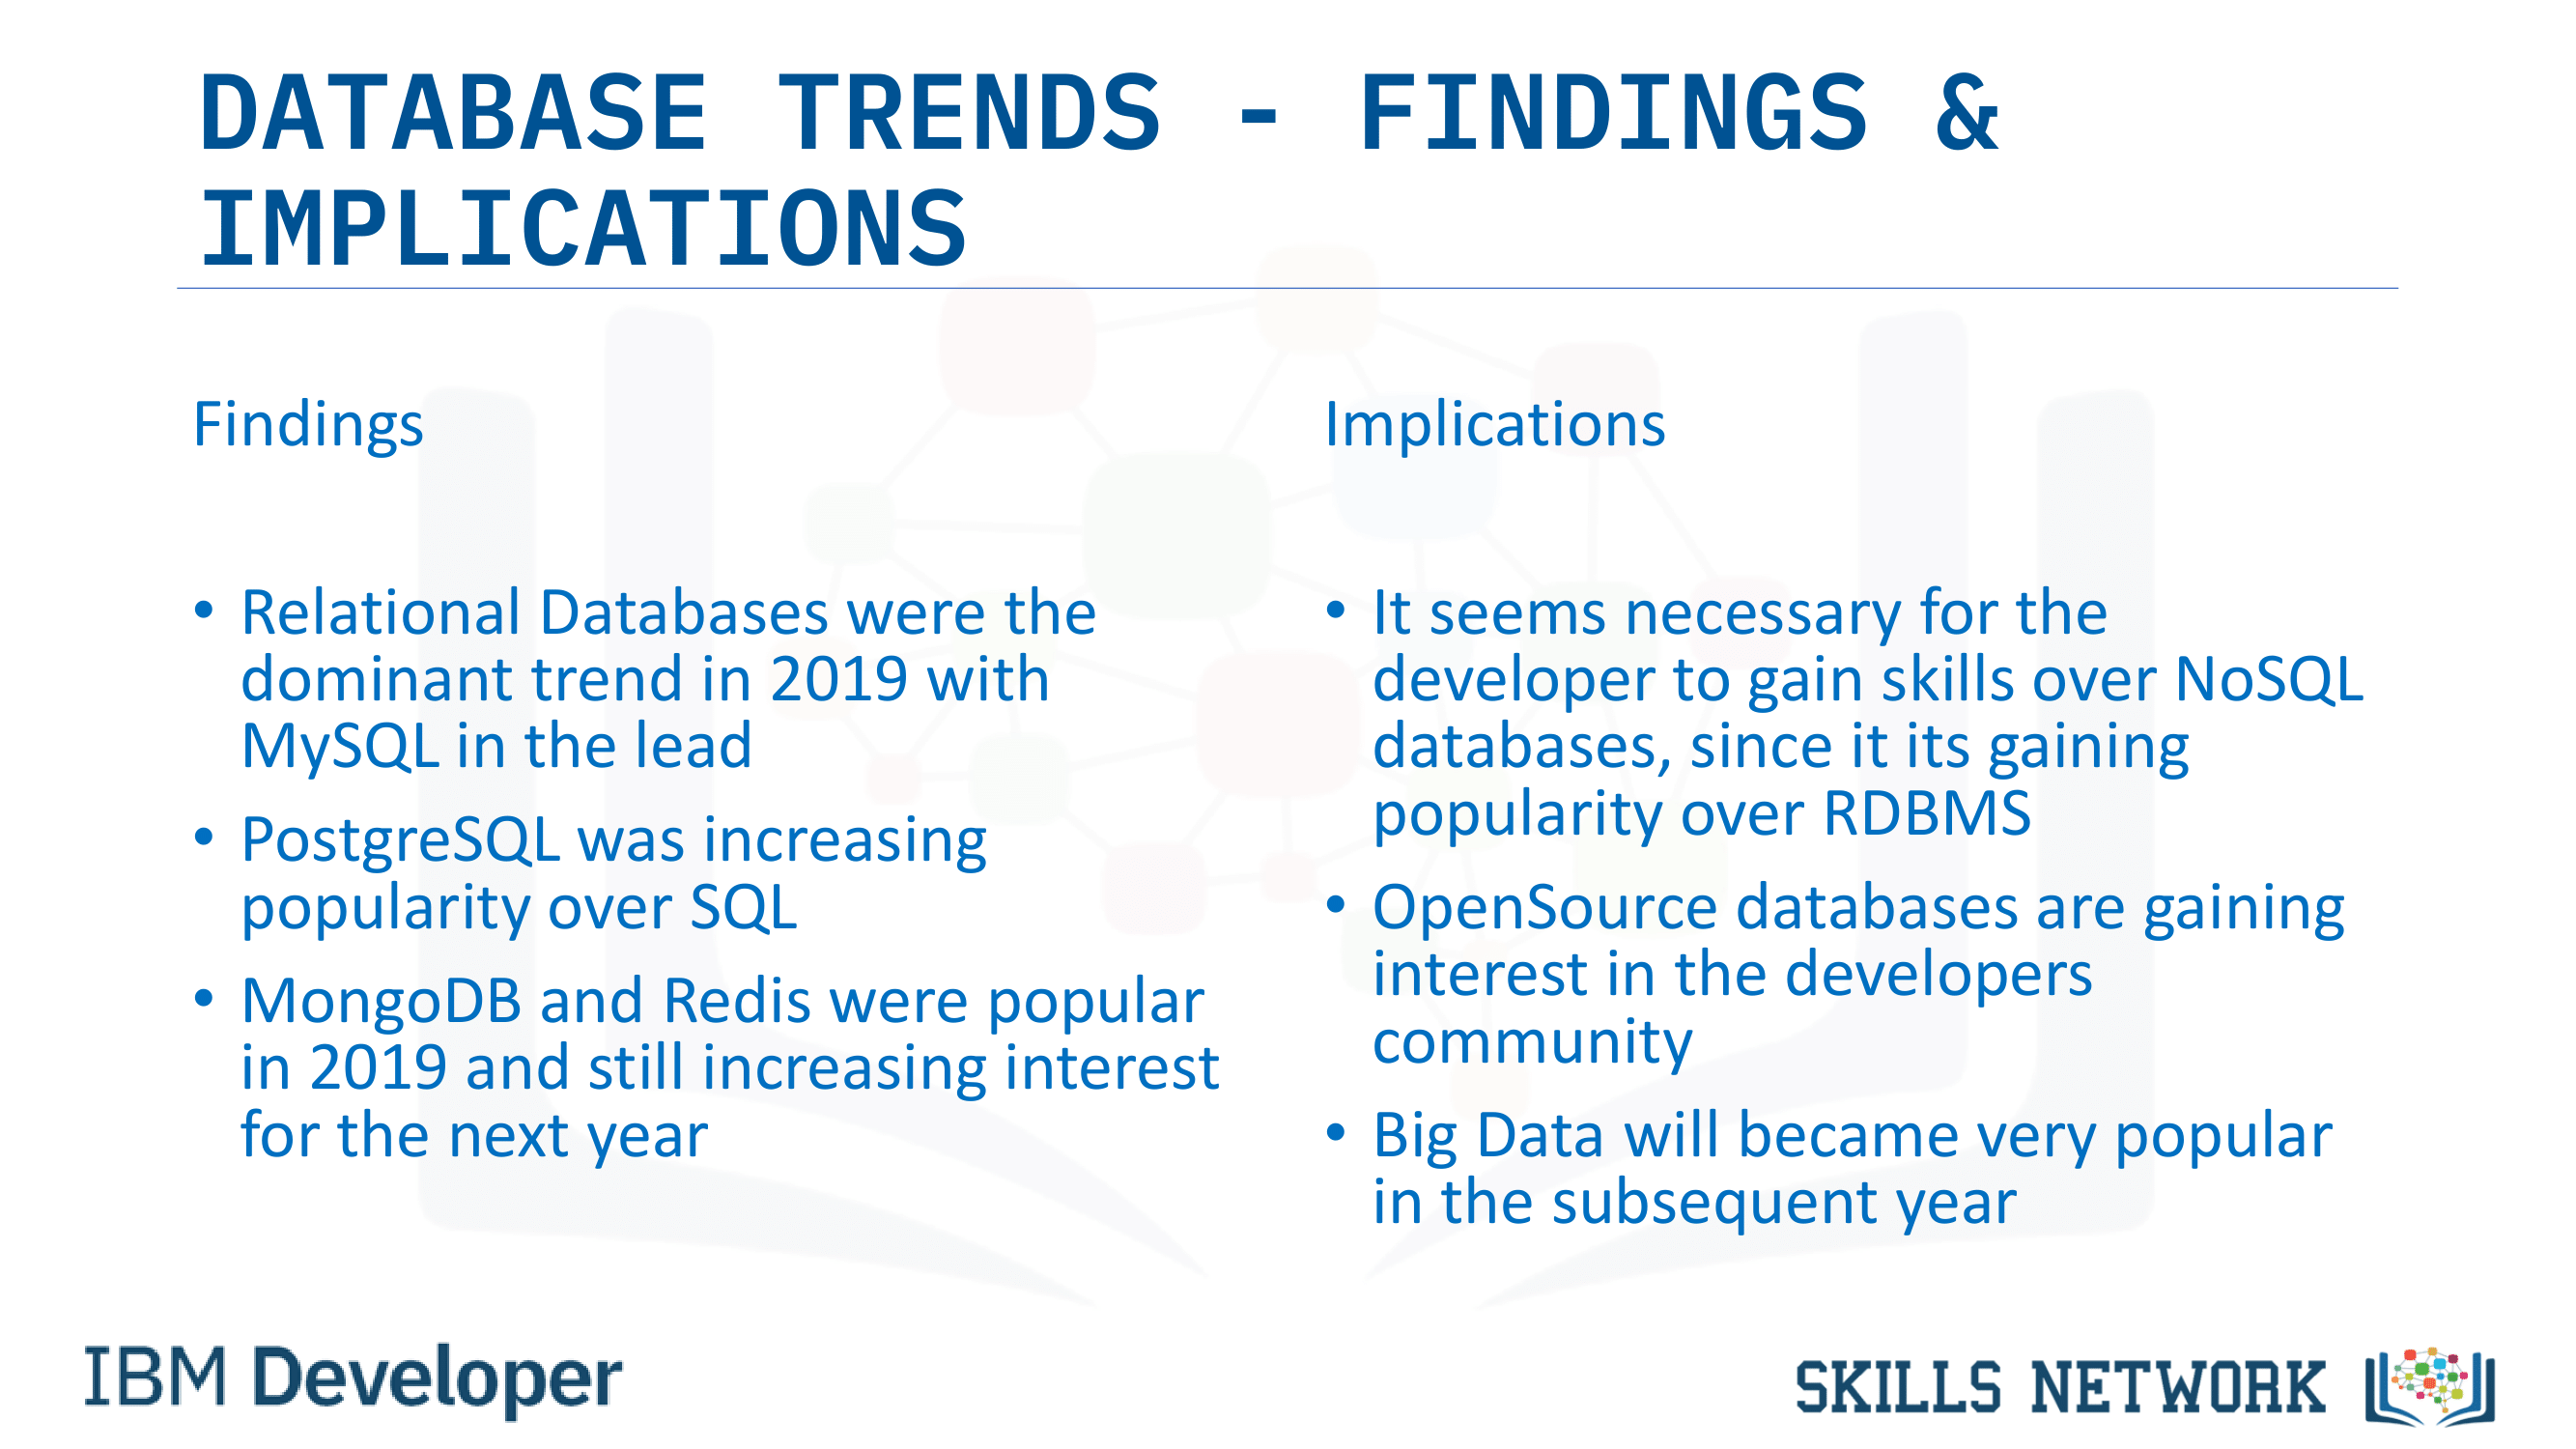 DATABASE TRENDS - FINDINGS &
IMPLICATIONS
Findings
• Relational Databases were the
dominant trend in 2019 with
MySQL in the lead
• PostgreSQL was increasing
popularity over SQL
• MongoDB and Redis were popular
in 2019 and still increasing interest
for the next year
Implications
• It seems necessary for the
developer to gain skills over NoSQL
databases, since it its gaining
popularity over RDBMS
• OpenSource databases are gaining
interest in the developers
community
• Big Data will became very popular
in the subsequent year
IBM Developer
SKILLS NETWORK